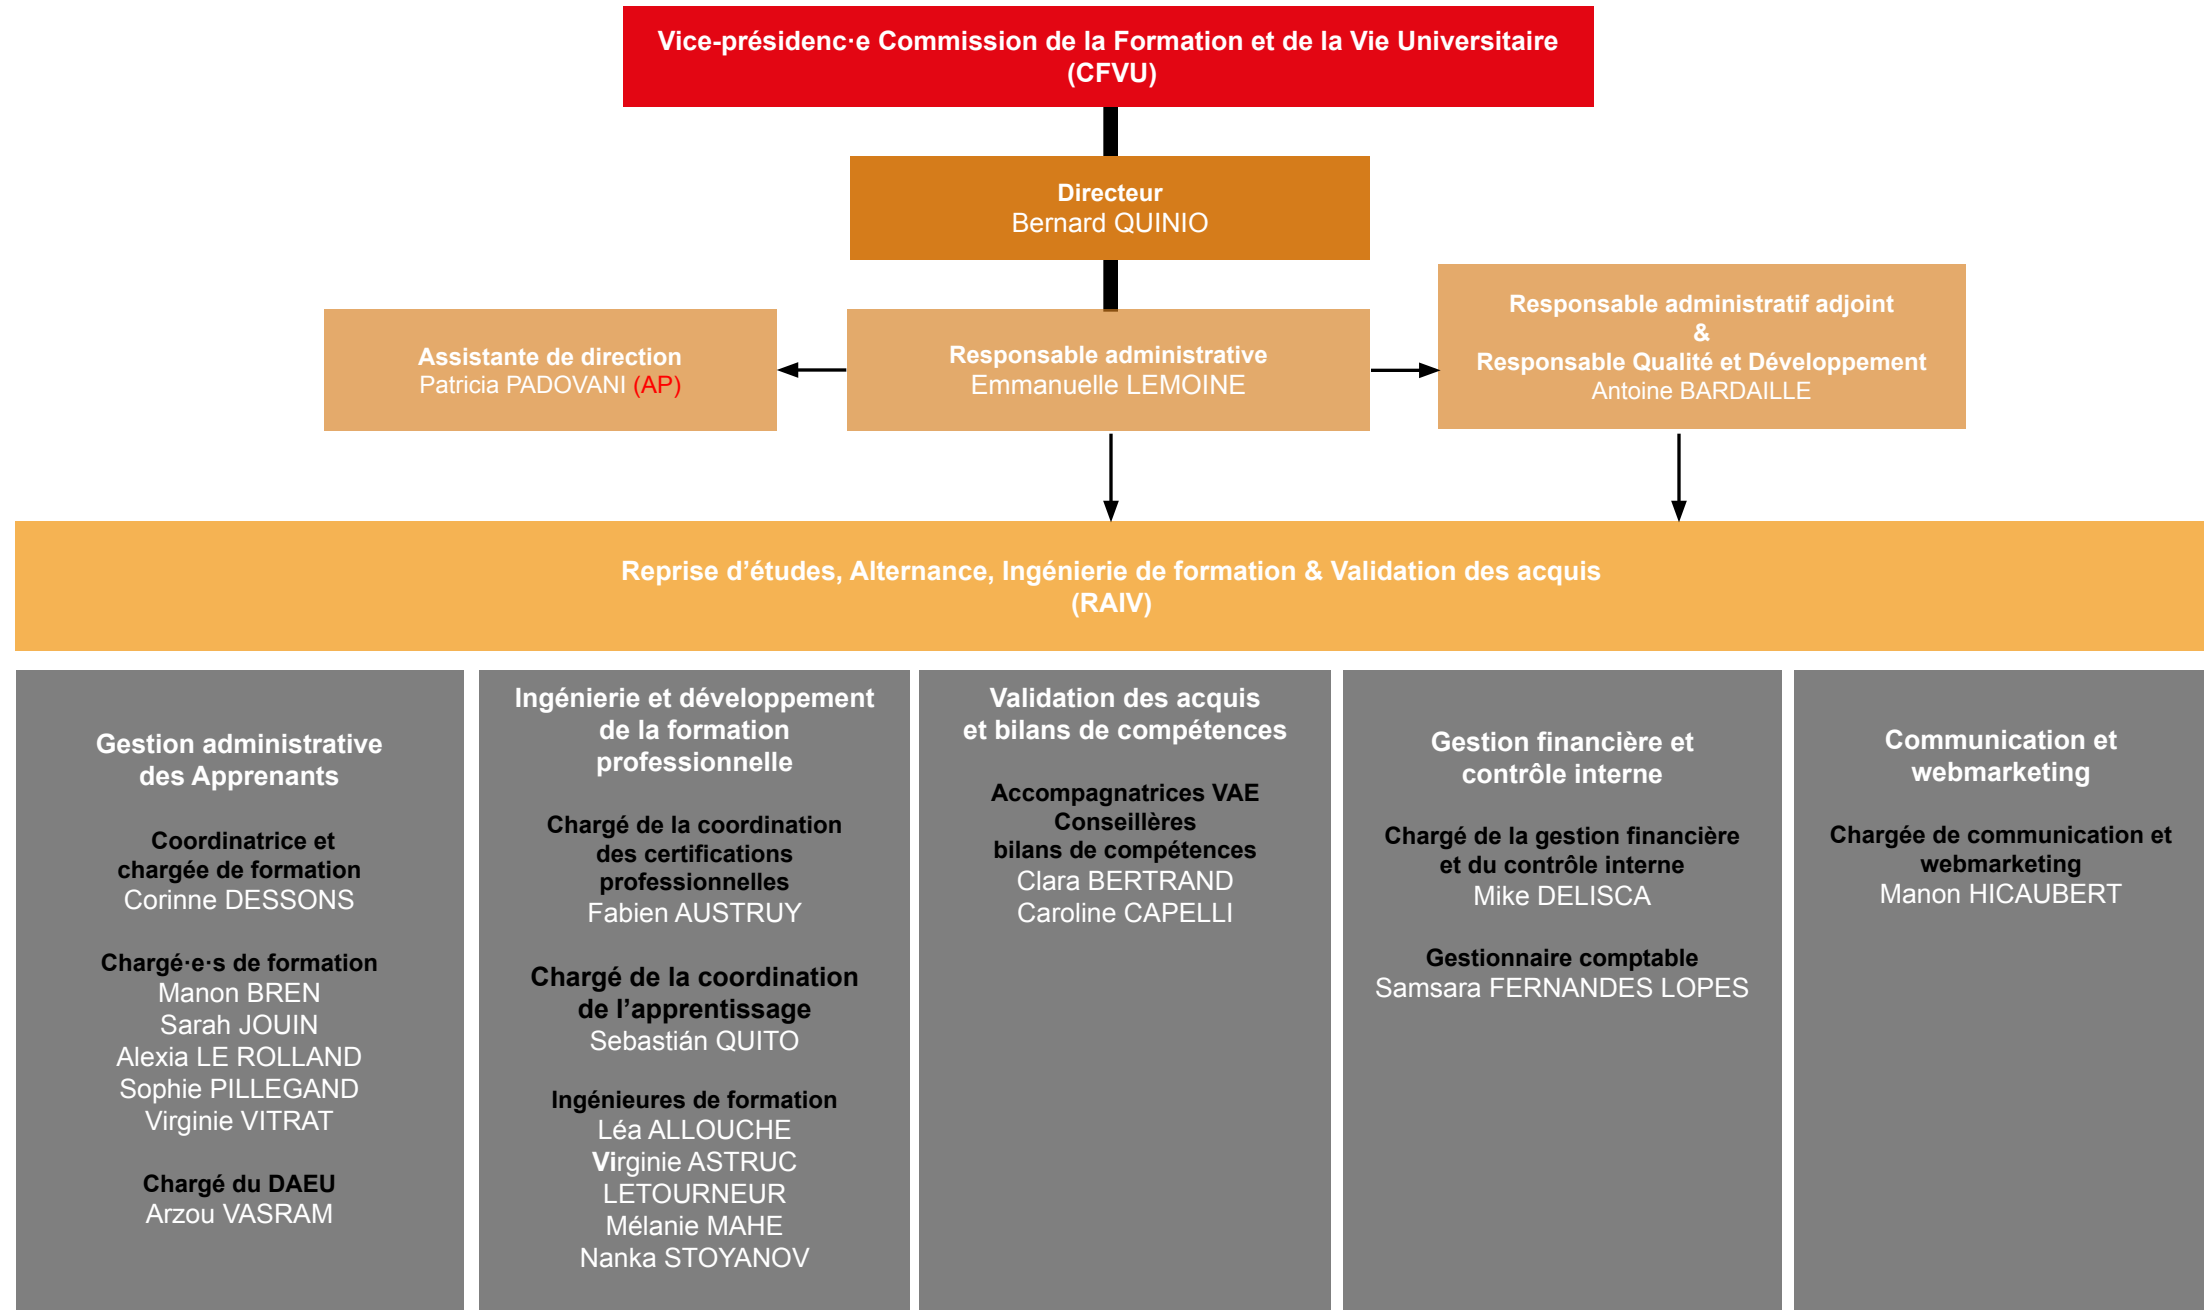 Vice-présidenc·e Commission de la Formation et de la Vie Universitaire
(CFVU)
Directeur
Bernard QUINIO
Assistante de direction
Patricia PADOVANI (AP)
Responsable administrative
Emmanuelle LEMOINE
Responsable administratif adjoint
&
Responsable Qualité et Développement
Antoine BARDAILLE
Reprise d’études, Alternance, Ingénierie de formation & Validation des acquis
(RAIV)
Gestion administrative
des Apprenants
Coordinatrice et
chargée de formation
Corinne DESSONS
Chargé·e·s de formation
Manon BREN
Sarah JOUIN
Alexia LE ROLLAND
Sophie PILLEGAND
Virginie VITRAT
Chargé du DAEU
Arzou VASRAM
Ingénierie et développement
de la formation
professionnelle
Chargé de la coordination
des certifications
professionnelles
Fabien AUSTRUY
Chargé de la coordination
de l’apprentissage
Sebastián QUITO
Ingénieures de formation
Léa ALLOUCHE
Virginie ASTRUC
LETOURNEUR
Mélanie MAHE
Nanka STOYANOV
Validation des acquis
et bilans de compétences
Accompagnatrices VAE
Conseillères
bilans de compétences
Clara BERTRAND
Caroline CAPELLI
Gestion financière et
contrôle interne
Chargé de la gestion financière
et du contrôle interne
Mike DELISCA
Gestionnaire comptable
Samsara FERNANDES LOPES
Communication et
webmarketing
Chargée de communication et
webmarketing
Manon HICAUBERT